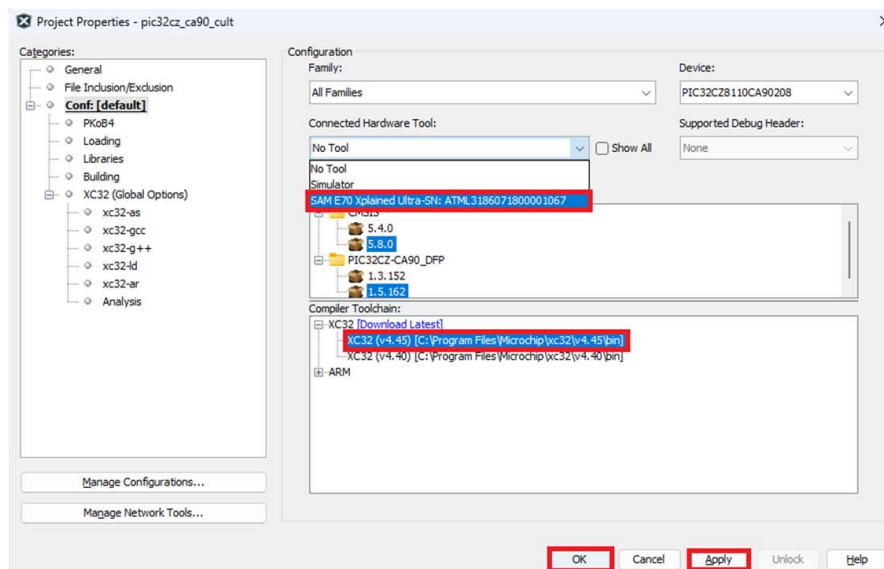 Project Properties - pic32cz_ca90_cult
Categories:
General
File Inclusion/Exclusion
Conf: [default]
PKoB4
Loading
Libraries
Building
XC32 (Global Options)
xc32-as
xc32-gcc
xc32-g++
xc32-ld
xc32-ar
Analysis
Manage Configurations...
Manage Network Tools...
Configuration
Family:
All Families
Device:
PIC32CZ8110CA90208
Connected Hardware Tool:
No Tool
Show All
Supported Debug Header:
None
No Tool
Simulator
SAM E70 Xplained Ultra-SN: ATML3186071800001067
CMSIS
5.4.0
5.8.0
PIC32CZ-CA90_DFP
1.3.152
1.5.162
Compiler Toolchain:
XC32 [Download Latest]
XC32 (v4.45) [C:\Program Files\Microchip\xc32\v4.45\bin]
XC32 (v4.40) [C:\Program Files\Microchip\xc32\v4.40\bin]
ARM
OK Cancel Apply Unlock Help